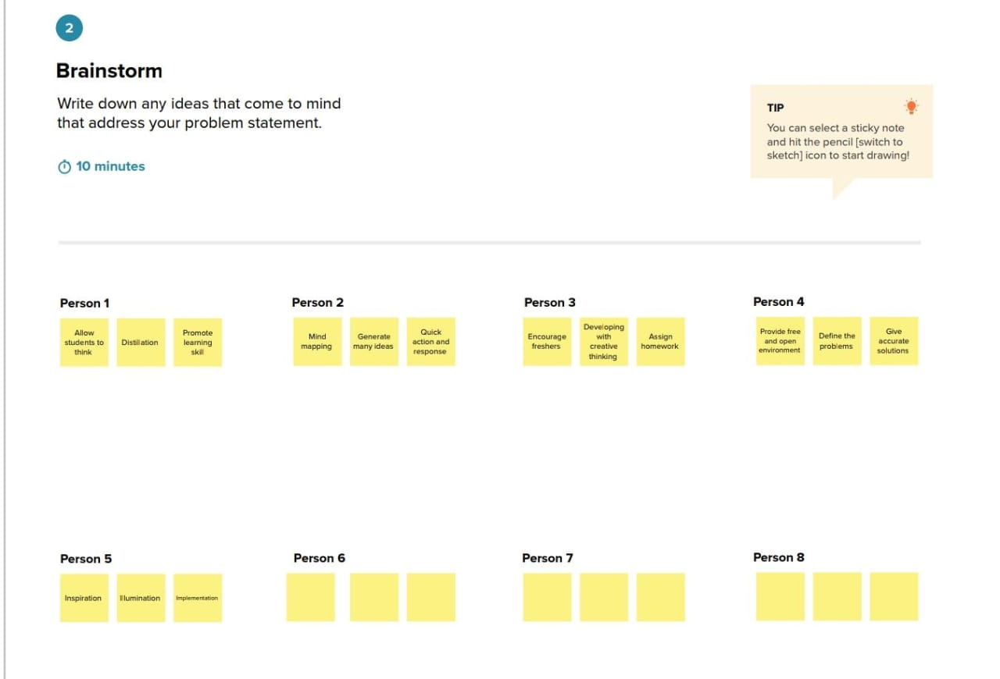 2
Brainstorm
Write down any ideas that come to mind
that address your problem statement.
10 minutes
TIP
You can select a sticky note
and hit the pencil [switch to
sketch] icon to start drawing!
Person 1
Allow
students to
think
Distillation
Promote
learning
skill
Person 2
Mind
mapping
Generate
many ideas
Quick
action and
response
Person 3
Encourage
freshers
Developing
with
creative
thinking
Assign
homework
Person 4
Provide free
and open
environment
Define the
problems
Give
accurate
solutions
Person 5
Inspiration
Illumination
Implementation
Person 6
Person 7
Person 8